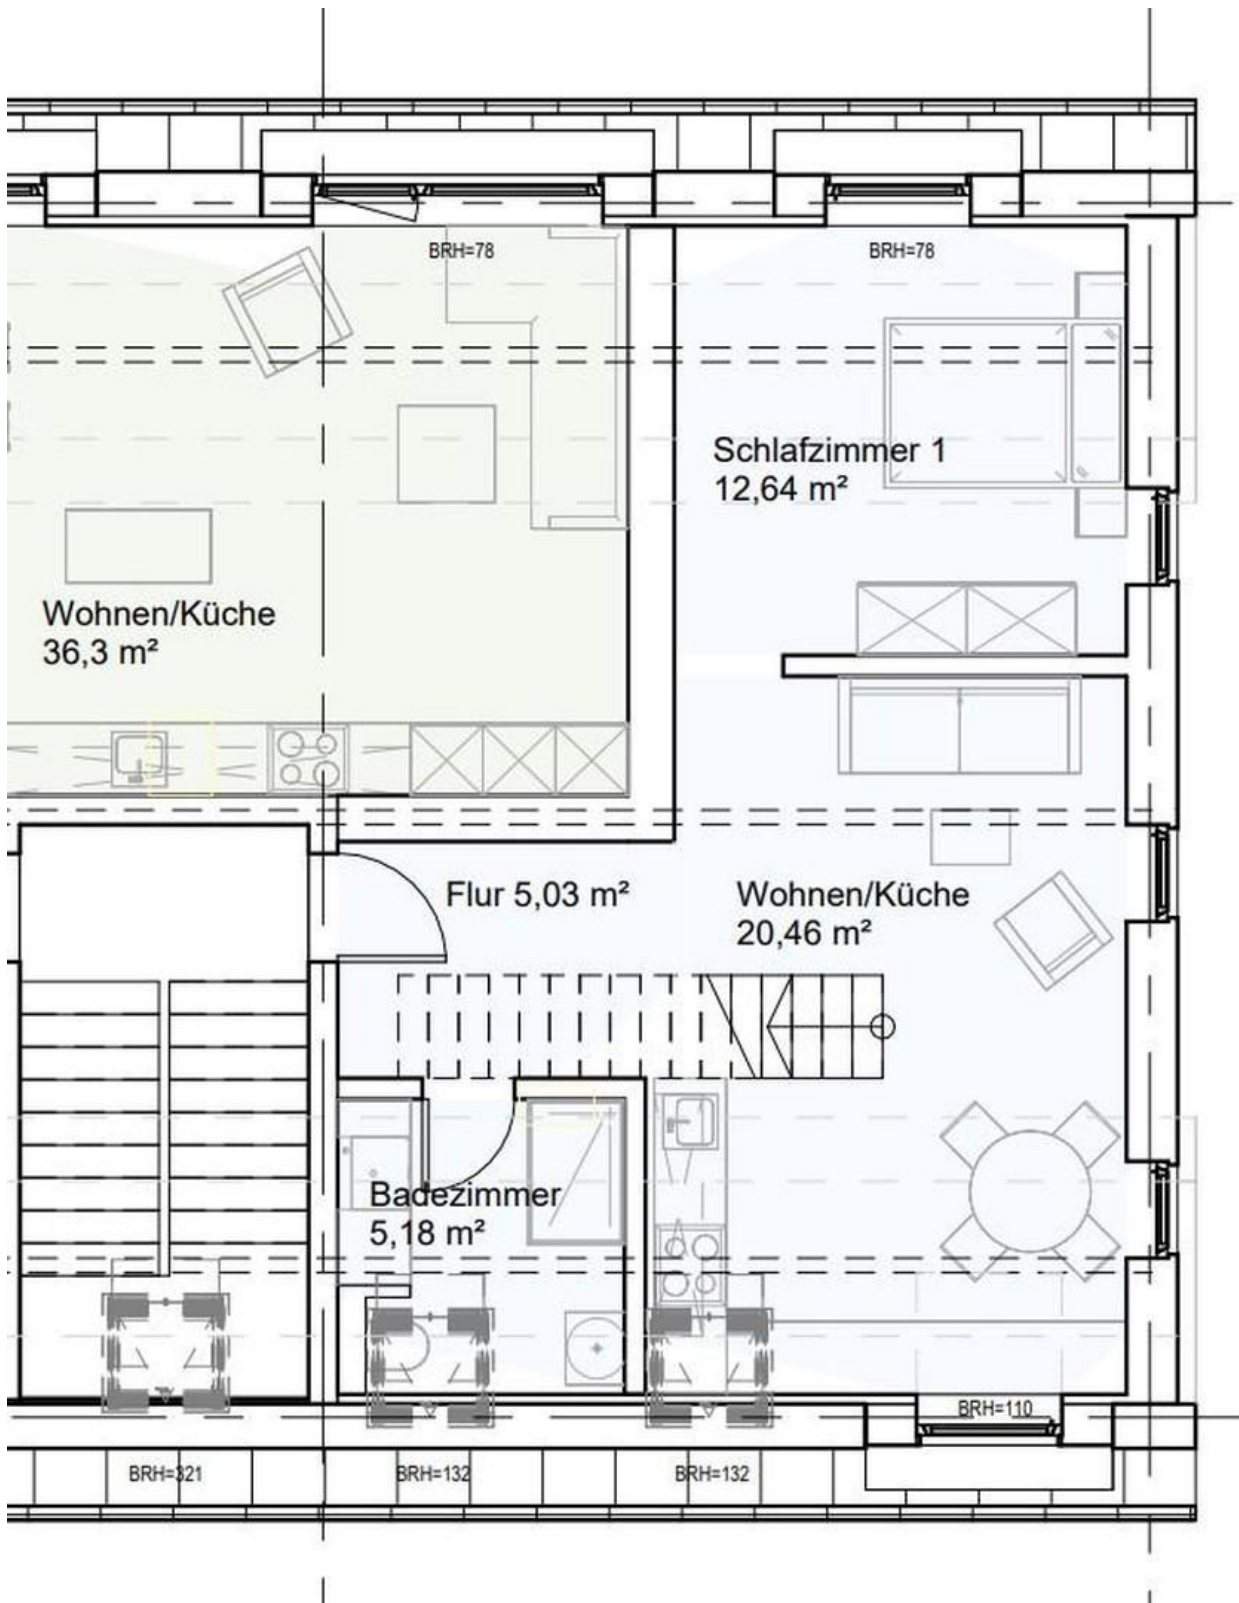 BRH=78
BRH=78
Schlafzimmer 1
12,64 m²
Wohnen/Küche
36,3 m²
Flur 5,03 m²
Wohnen/Küche
20,46 m²
Badezimmer
5,18 m²
BRH=110
BRH=321
BRH=132
BRH=132